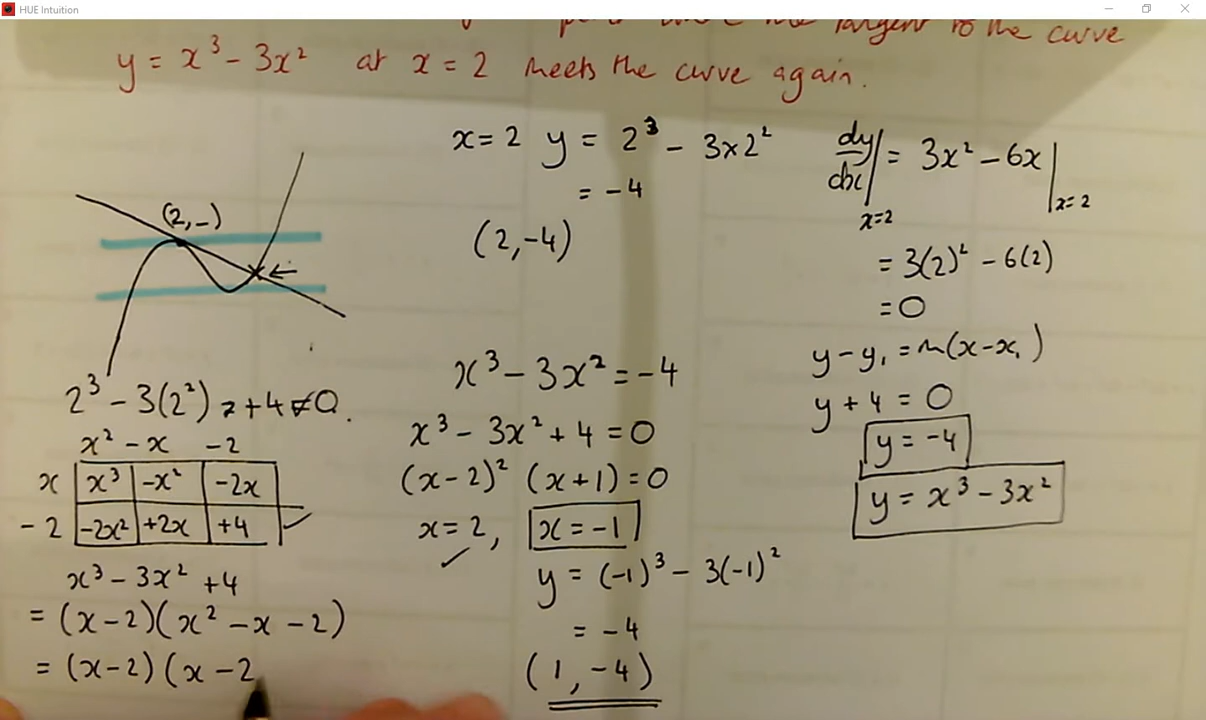 HUE Intuition
tangent to the curve
y = x³ - 3x² at x = 2 meets the curve again.
(2, -)
2³ - 3(2²) = +4 ≠ 0.
x² - x - 2
x | x³ | -x² | -2x
-2 | -2x² | +2x | +4 ✓
x³ - 3x² + 4
= (x-2)(x² - x - 2)
= (x-2)(x - 2
x = 2 y = 2³ - 3×2²
= -4
(2, -4)
x³ - 3x² = -4
x³ - 3x² + 4 = 0
(x-2)² (x+1) = 0
x = 2, x = -1
✓
y = (-1)³ - 3(-1)²
= -4
(1, -4)
dy/dx | x=2 = 3x² - 6x | x=2
= 3(2)² - 6(2)
= 0
y - y₁ = m(x - x₁)
y + 4 = 0
y = -4
y = x³ - 3x²